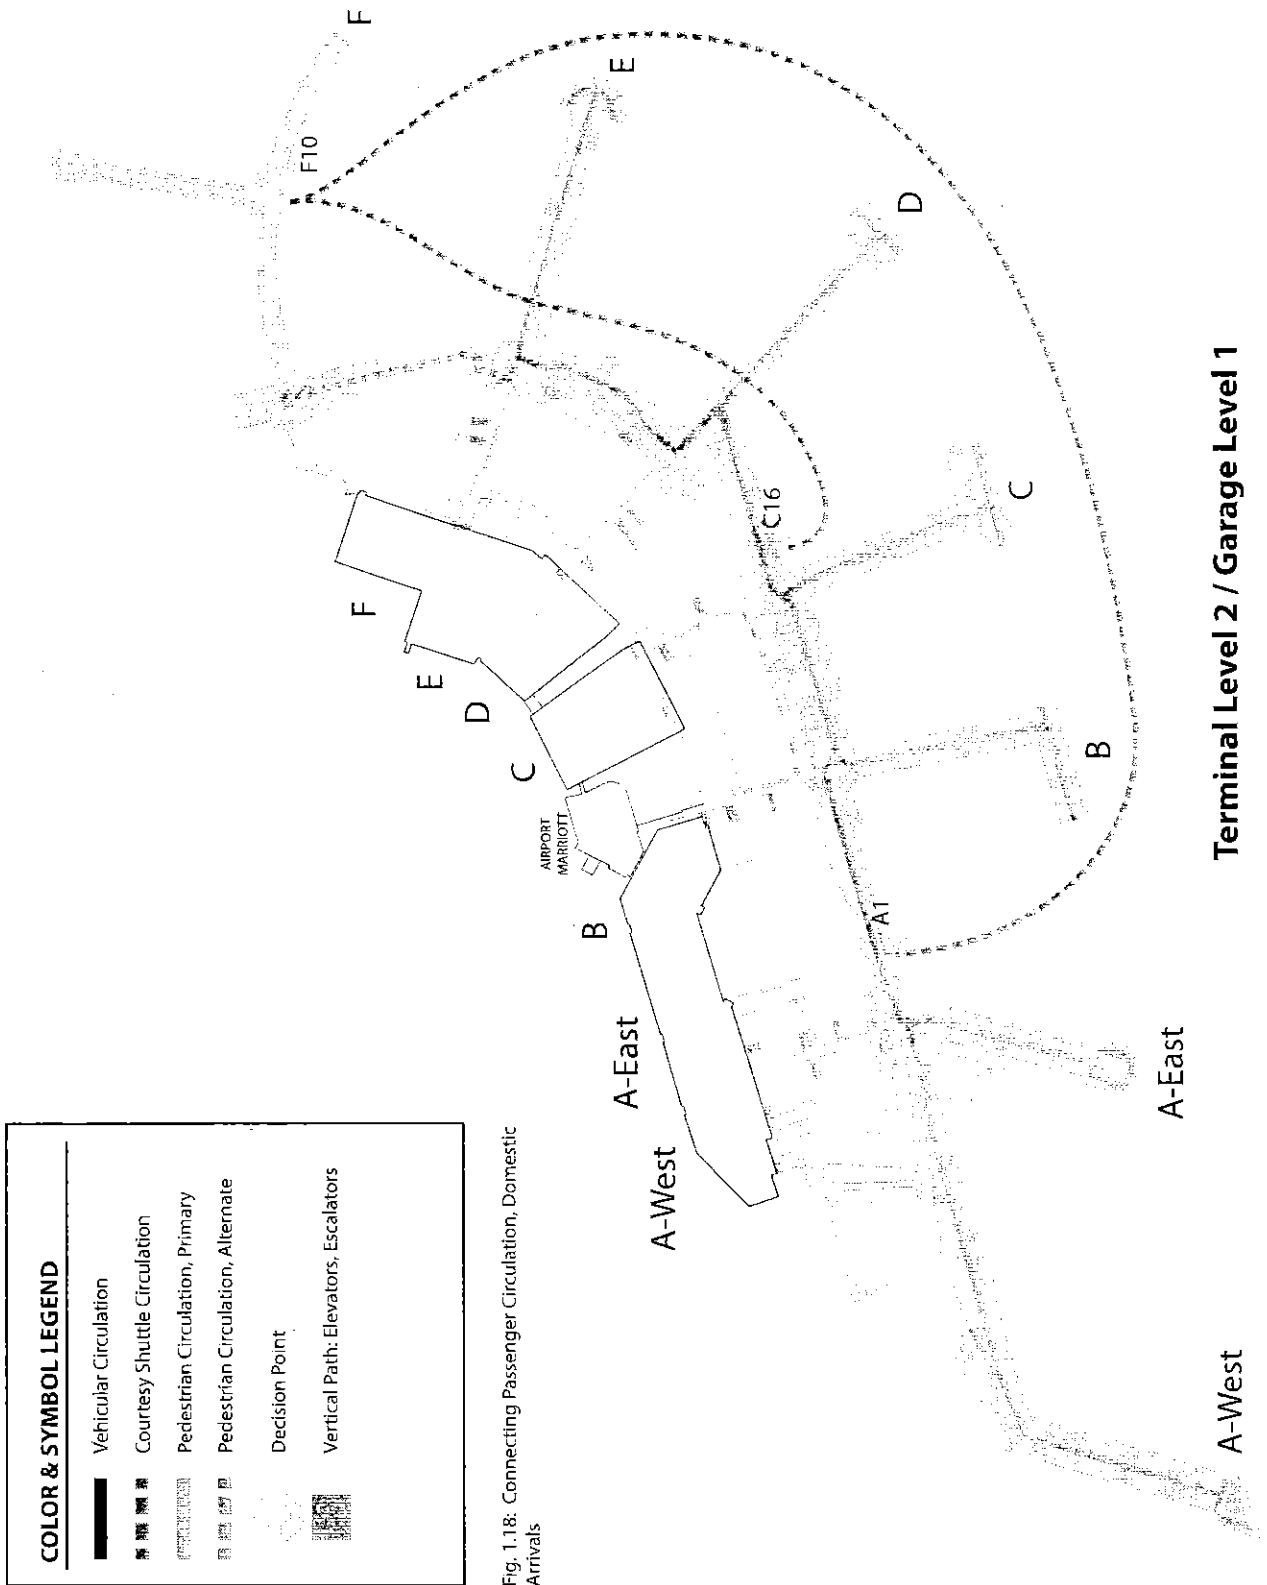 COLOR & SYMBOL LEGEND
Vehicular Circulation
Courtesy Shuttle Circulation
Pedestrian Circulation, Primary
Pedestrian Circulation, Alternate
Decision Point
Vertical Path: Elevators, Escalators
Fig. 1.18: Connecting Passenger Circulation, Domestic
Arrivals
F
F10
E
D
C
C16
B
A1
A-East
A-West
F
E
D
C
AIRPORT
MARRIOTT
B
A-East
A-West
Terminal Level 2 / Garage Level 1